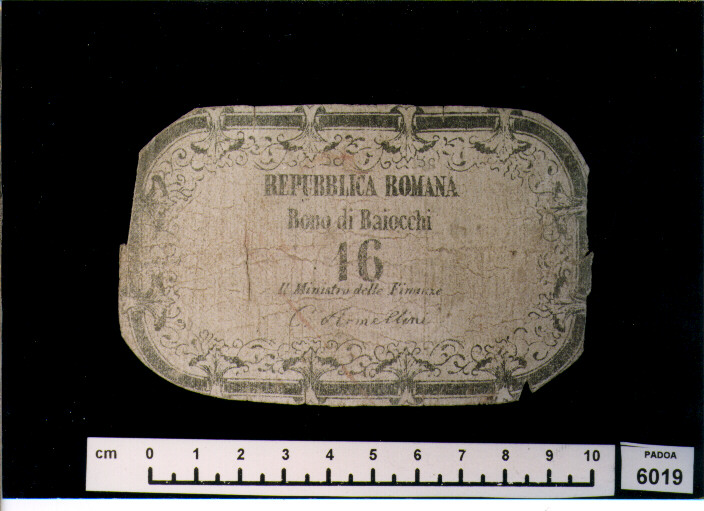 REPUBBLICA ROMANA
Bono di Baiocchi
16
Il Ministro delle Finanze
cm 0 1 2 3 4 5 6 7 8 9 10
PADOA
6019